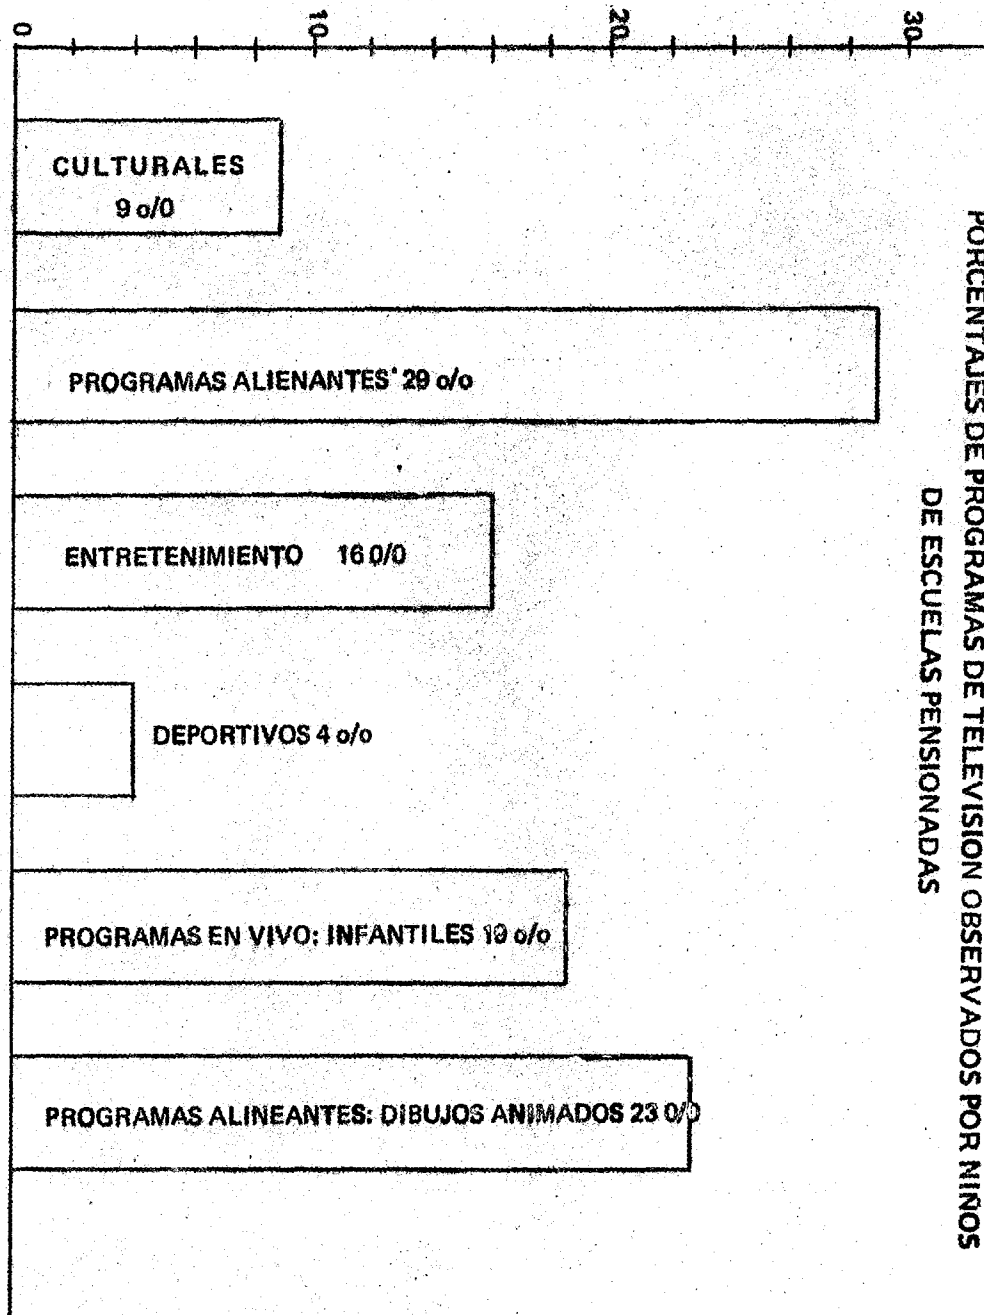 PORCENTAJES DE PROGRAMAS DE TELEVISION OBSERVADOS POR NIÑOS
DE ESCUELAS PENSIONADAS
0
10
20
30
CULTURALES
9 o/0
PROGRAMAS ALIENANTES 29 o/o
ENTRETENIMIENTO 16 0/0
DEPORTIVOS 4 o/o
PROGRAMAS EN VIVO: INFANTILES 19 o/o
PROGRAMAS ALINEANTES: DIBUJOS ANIMADOS 23 0/0